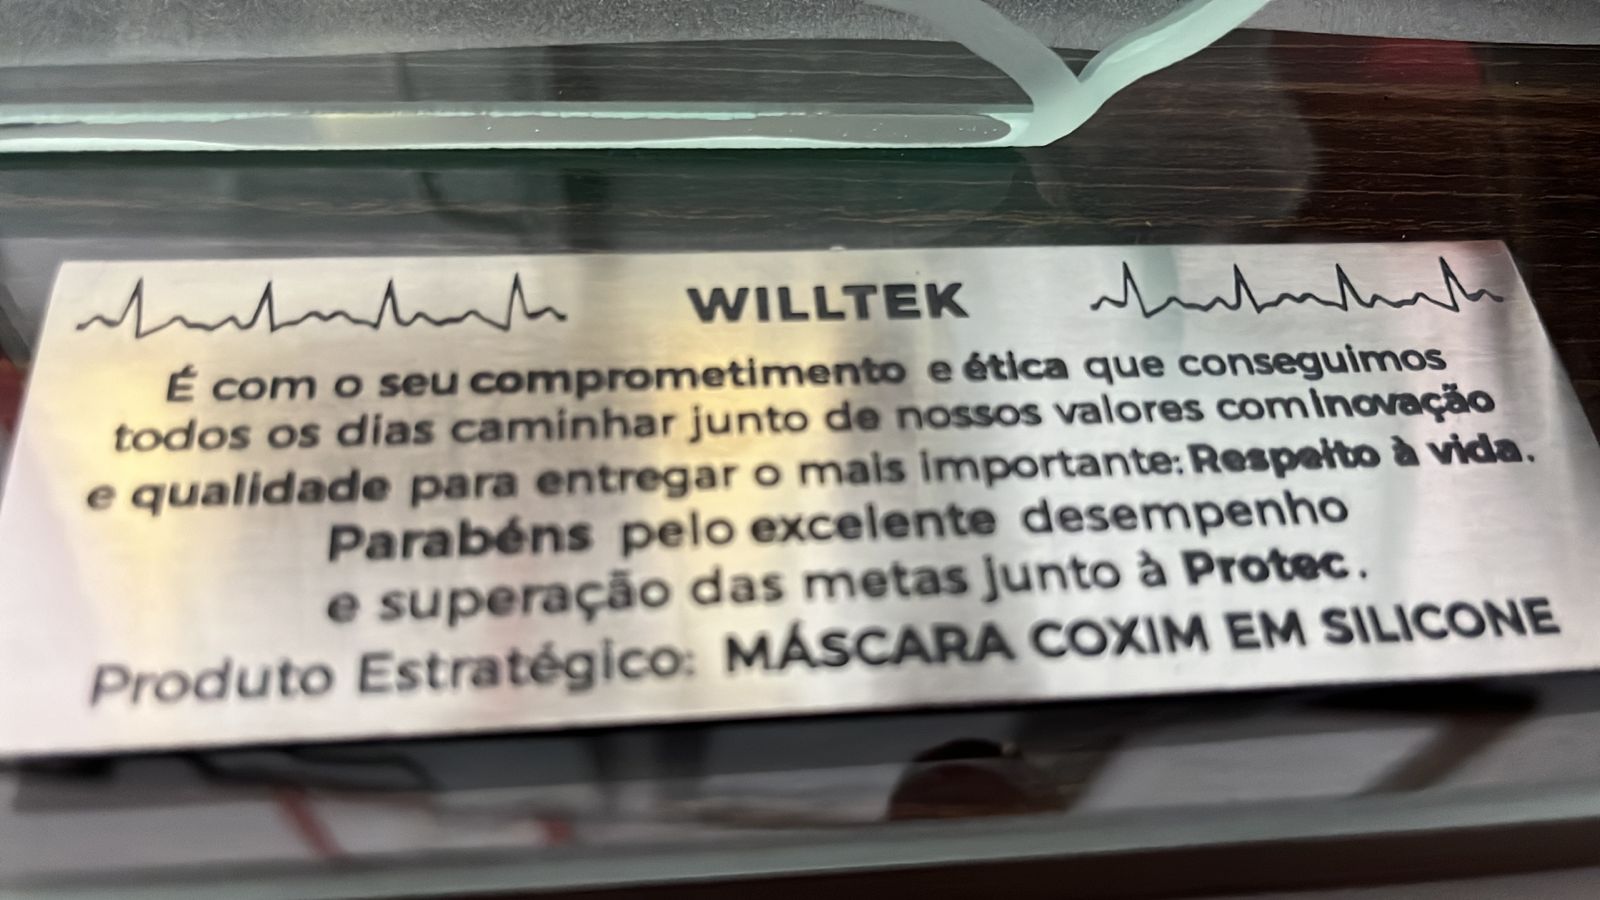 WILLTEK
É com o seu comprometimento e ética que conseguimos
todos os dias caminhar junto de nossos valores com inovação
e qualidade para entregar o mais importante: Respeito à vida.
Parabéns pelo excelente desempenho
e superação das metas junto à Protec.
Produto Estratégico: MÁSCARA COXIM EM SILICONE